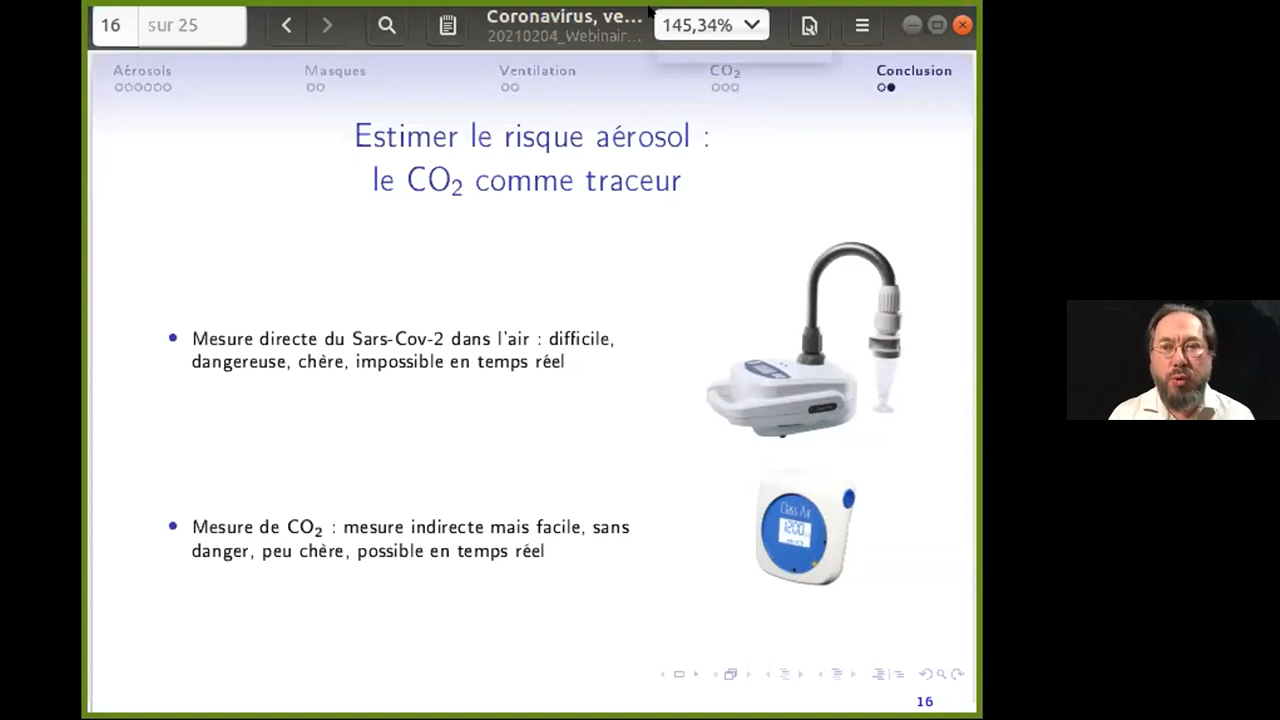 16 sur 25
Coronavirus, ve...
20210204_Webinair...
145,34%
Aérosols
Masques
Ventilation
CO₂
Conclusion
Estimer le risque aérosol :
le CO₂ comme traceur
Mesure directe du Sars-Cov-2 dans l'air : difficile,
dangereuse, chère, impossible en temps réel
Class Air
1200
Mesure de CO₂ : mesure indirecte mais facile, sans
danger, peu chère, possible en temps réel
16